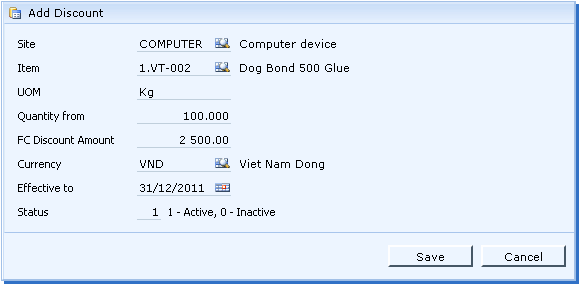 Add Discount
Site COMPUTER Computer device
Item 1.VT-002 Dog Bond 500 Glue
UOM Kg
Quantity from 100.000
FC Discount Amount 2 500.00
Currency VND Viet Nam Dong
Effective to 31/12/2011
Status 1 1 - Active, 0 - Inactive
Save Cancel